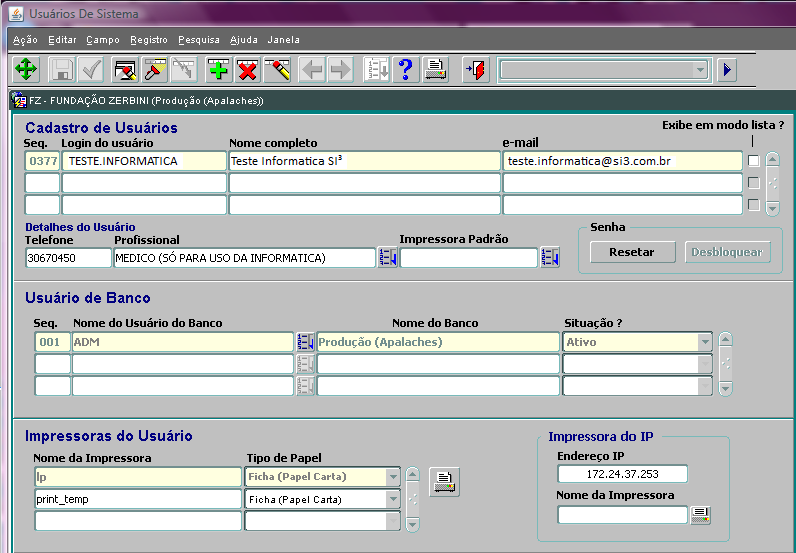 Usuários De Sistema
Ação Editar Campo Registro Pesquisa Ajuda Janela
FZ - FUNDAÇÃO ZERBINI (Produção (Apalaches))
Cadastro de Usuários
Exibe em modo lista ?
Seq. Login do usuário Nome completo e-mail
0377 TESTE.INFORMATICA Teste Informatica SI³ teste.informatica@si3.com.br
Detalhes do Usuário
Telefone Profissional Impressora Padrão
30670450 MEDICO (SÓ PARA USO DA INFORMATICA)
Senha
Resetar Desbloquear
Usuário de Banco
Seq. Nome do Usuário do Banco Nome do Banco Situação ?
001 ADM Produção (Apalaches) Ativo
Impressoras do Usuário
Nome da Impressora Tipo de Papel
lp Ficha (Papel Carta)
print_temp Ficha (Papel Carta)
Impressora do IP
Endereço IP
172.24.37.253
Nome da Impressora